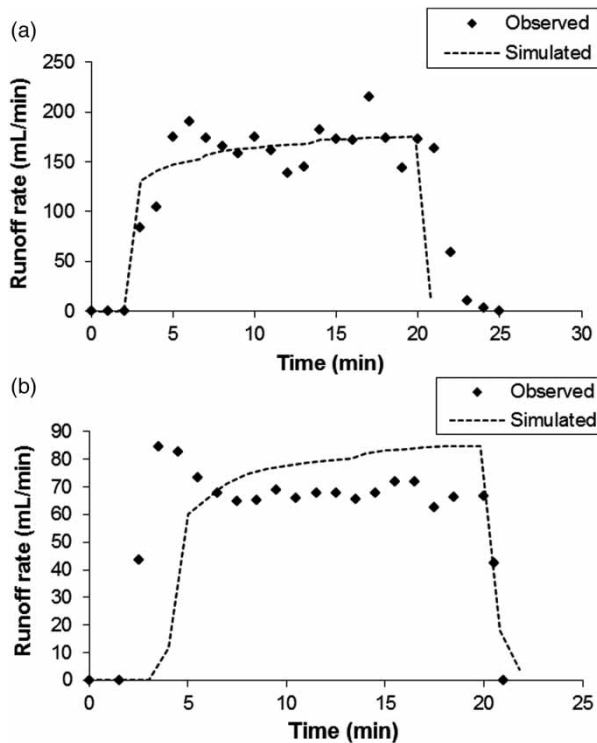 (a)
Observed
Simulated
250
200
150
100
50
0
Runoff rate (mL/min)
0 5 10 15 20 25 30
Time (min)
(b)
Observed
Simulated
90
80
70
60
50
40
30
20
10
0
Runoff rate (mL/min)
0 5 10 15 20 25
Time (min)